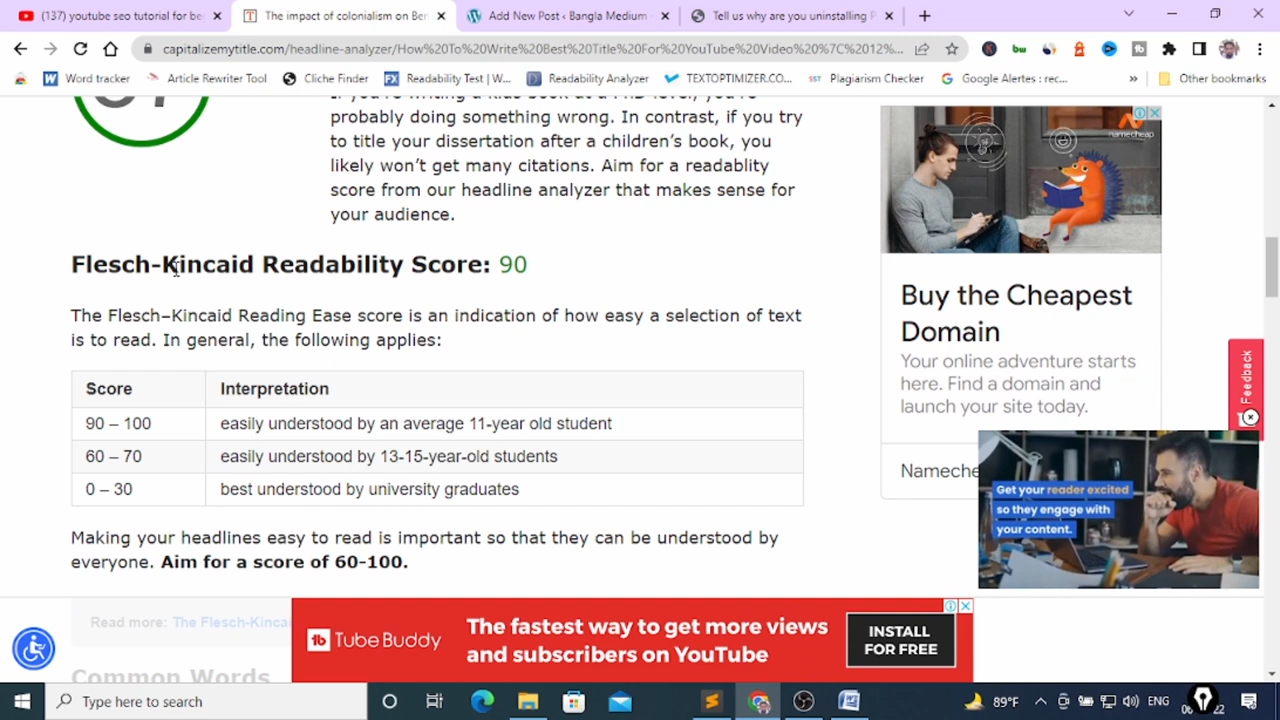 (137) youtube seo tutorial for be
The impact of colonialism on Ber
Add New Post ‹ Bangla Medium
Tell us why are you uninstalling P
capitalizemytitle.com/headline-analyzer/How%20To%20Write%20Best%20Title%20For%20YouTube%20Video%20%7C%2012%...
Word tracker
Article Rewriter Tool
Cliche Finder
Readability Test | W...
Readability Analyzer
TEXTOPTIMIZER.CO...
Plagiarism Checker
Google Alertes : rec...
Other bookmarks
probably doing something wrong. In contrast, if you try
to title your dissertation after a children's book, you
likely won't get many citations. Aim for a readablity
score from our headline analyzer that makes sense for
your audience.
Flesch-Kincaid Readability Score: 90
The Flesch–Kincaid Reading Ease score is an indication of how easy a selection of text
is to read. In general, the following applies:
Score Interpretation
90 – 100 easily understood by an average 11-year old student
60 – 70 easily understood by 13-15-year-old students
0 – 30 best understood by university graduates
Making your headlines easy to read is important so that they can be understood by
everyone. Aim for a score of 60-100.
Read more: The Flesch-Kincai
Common Words
namecheap
Buy the Cheapest
Domain
Your online adventure starts
here. Find a domain and
launch your site today.
Nameche
Feedback
Get your reader excited
so they engage with
your content.
TubeBuddy
The fastest way to get more views
and subscribers on YouTube
INSTALL
FOR FREE
Type here to search
89°F
ENG